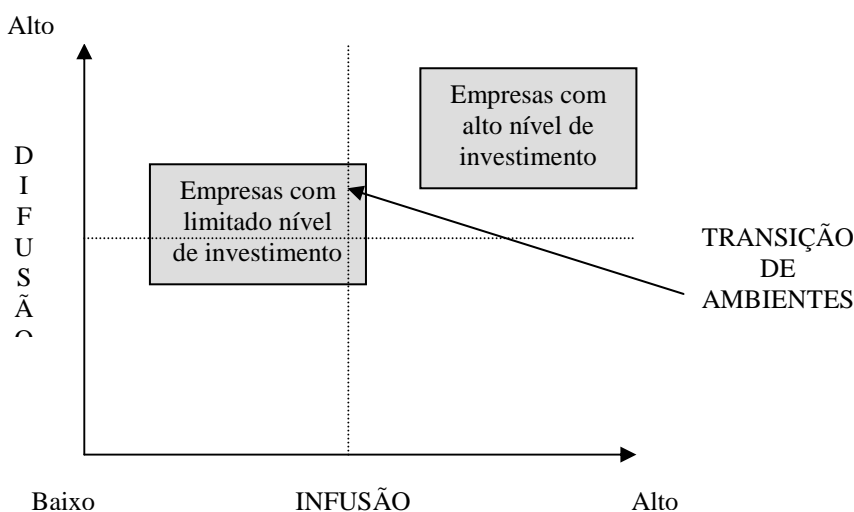 Alto
Empresas com
alto nível de
investimento
D
I
F
U
S
Ã
O
Empresas com
limitado nível
de investimento
TRANSIÇÃO
DE
AMBIENTES
Baixo
INFUSÃO
Alto